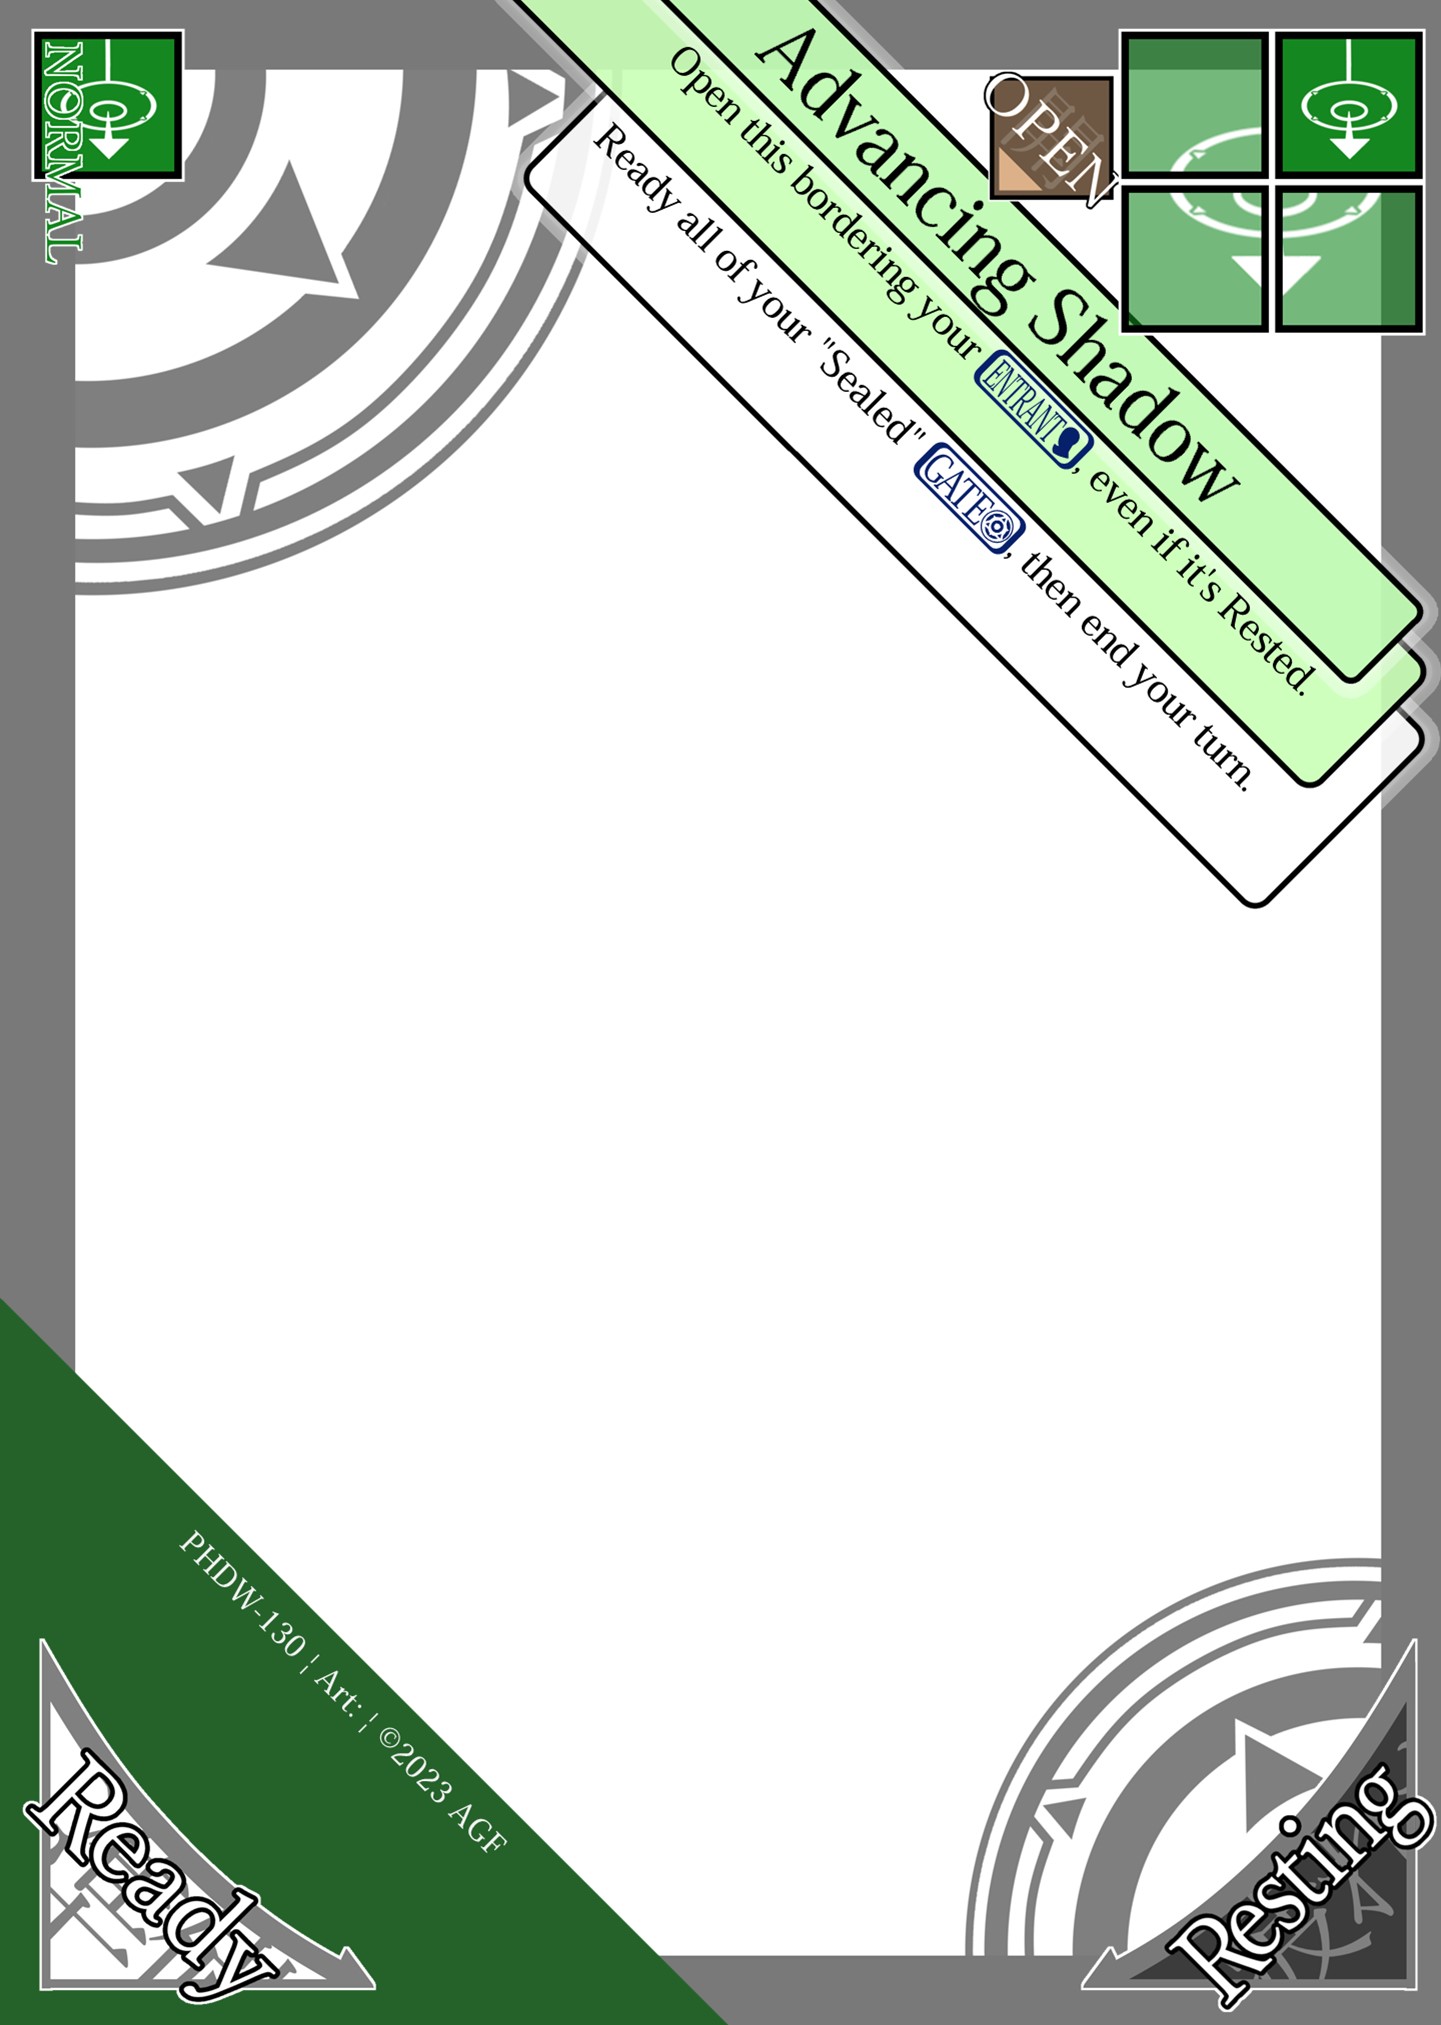 NORMAL
Advancing Shadow
OPEN
開
Open this bordering your ENTRANT, even if it's Rested.
Ready all of your "Sealed" GATE, then end your turn.
PHDW-130 ¦ Art: ¦ ©2023 AGF
Ready
Resting